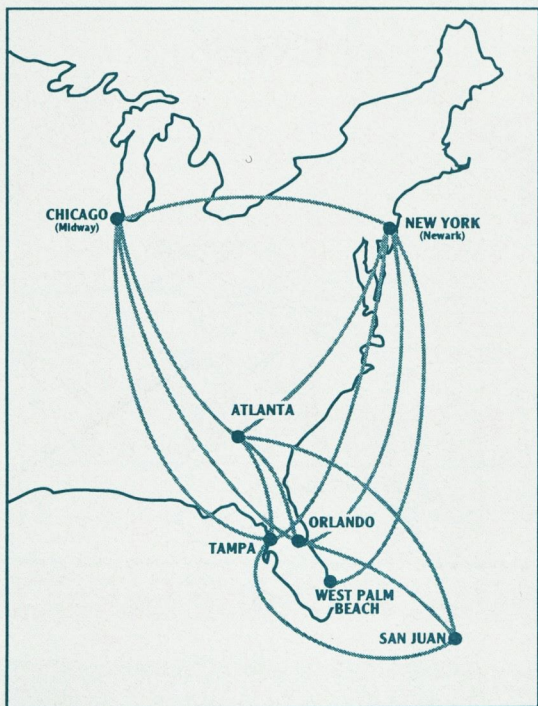 CHICAGO
(Midway)
NEW YORK
(Newark)
ATLANTA
ORLANDO
TAMPA
WEST PALM
BEACH
SAN JUAN